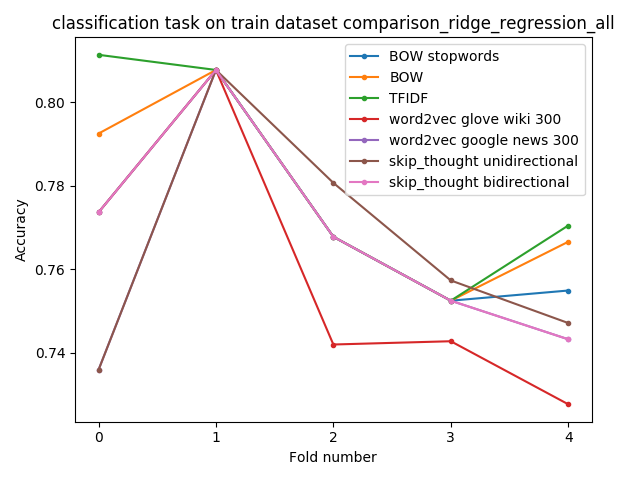 classification task on train dataset comparison_ridge_regression_all
BOW stopwords
BOW
TFIDF
word2vec glove wiki 300
word2vec google news 300
skip_thought unidirectional
skip_thought bidirectional
Accuracy
0.80
0.78
0.76
0.74
0 1 2 3 4
Fold number